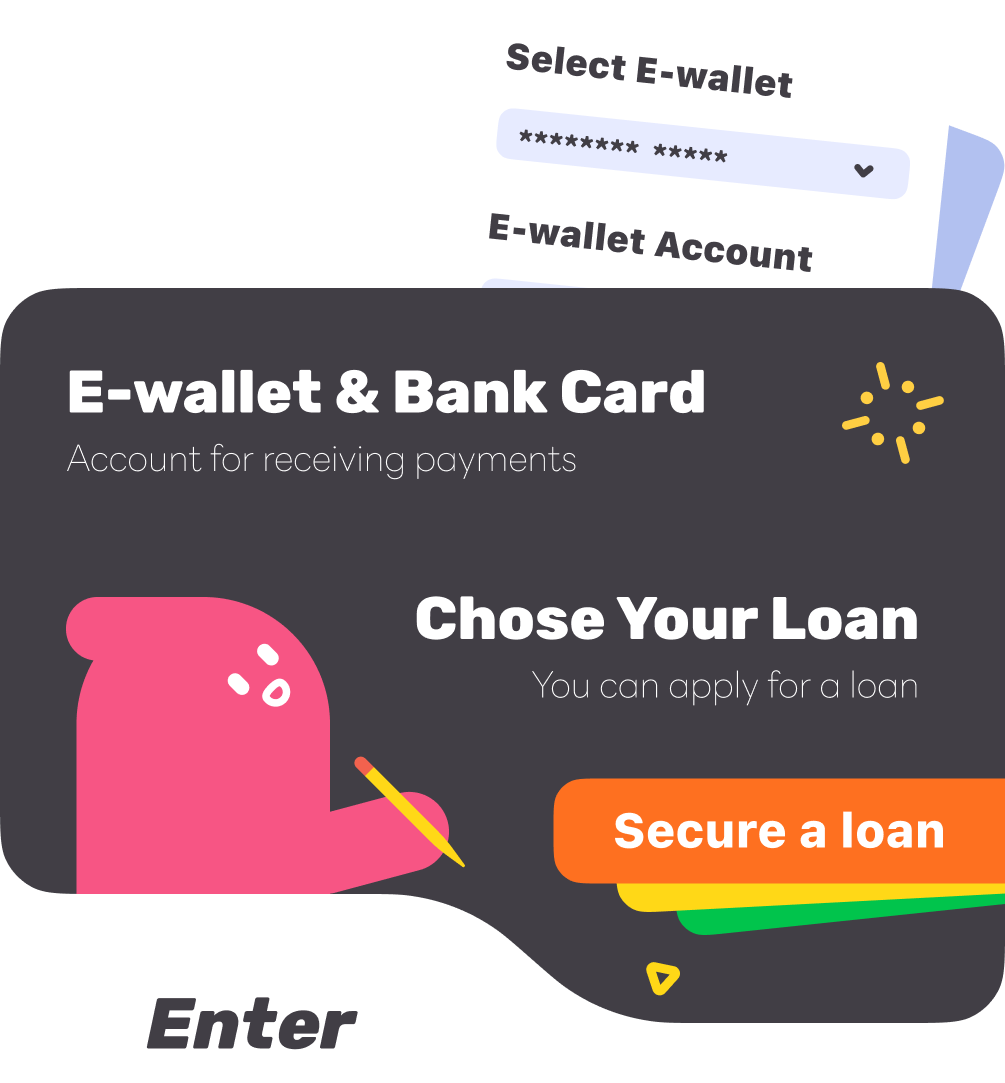 Select E-wallet
******** *****
E-wallet Account
E-wallet & Bank Card
Account for receiving payments
Chose Your Loan
You can apply for a loan
Secure a loan
Enter